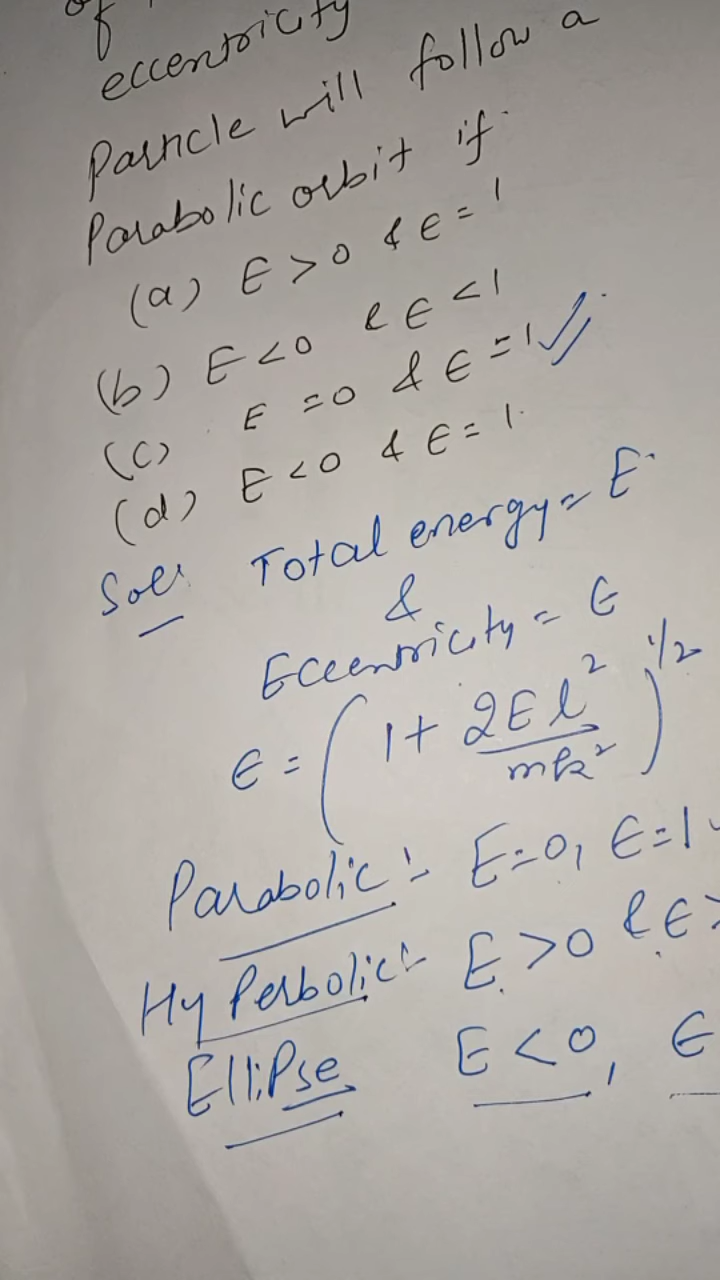 of
eccentricity
Particle will follow a
Parabolic orbit if
(a) E > 0 & ϵ = 1
(b) E < 0 & ϵ < 1
(c) E = 0 & ϵ = 1
(d) E < 0 & ϵ = 1.
Sol: Total energy = E
&
Eccentricity = ϵ
ϵ = (1 + 2El²/mk²)^1/2
Parabolic :- E = 0, ϵ = 1
Hyperbolic :- E > 0 & ϵ >
Ellipse E < 0, ϵ